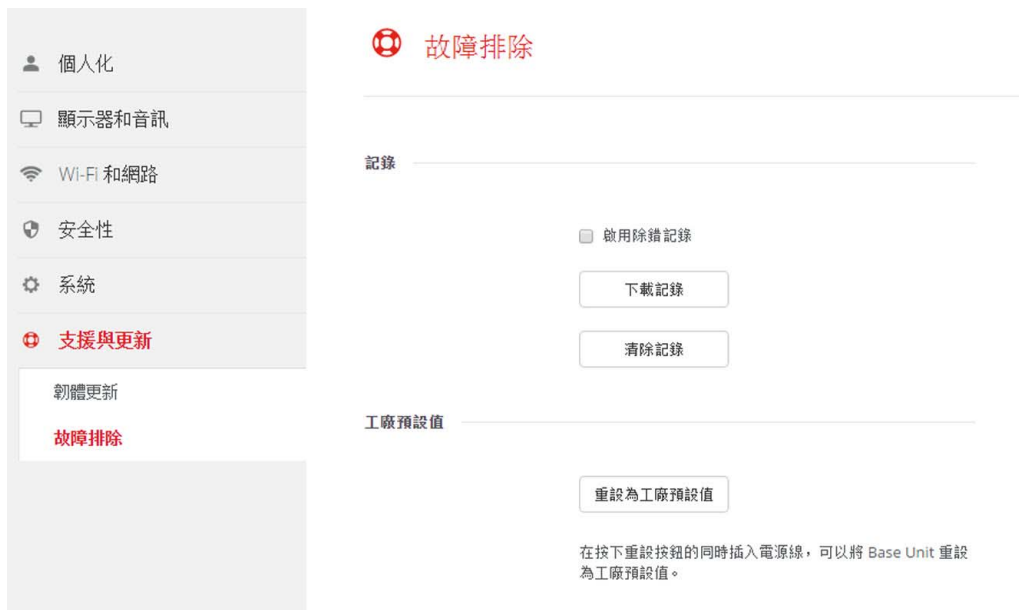 個人化
顯示器和音訊
Wi-Fi 和網路
安全性
系統
支援與更新
韌體更新
故障排除
故障排除
記錄
啟用除錯記錄
下載記錄
清除記錄
工廠預設值
重設為工廠預設值
在按下重設按鈕的同時插入電源線，可以將 Base Unit 重設
為工廠預設值。